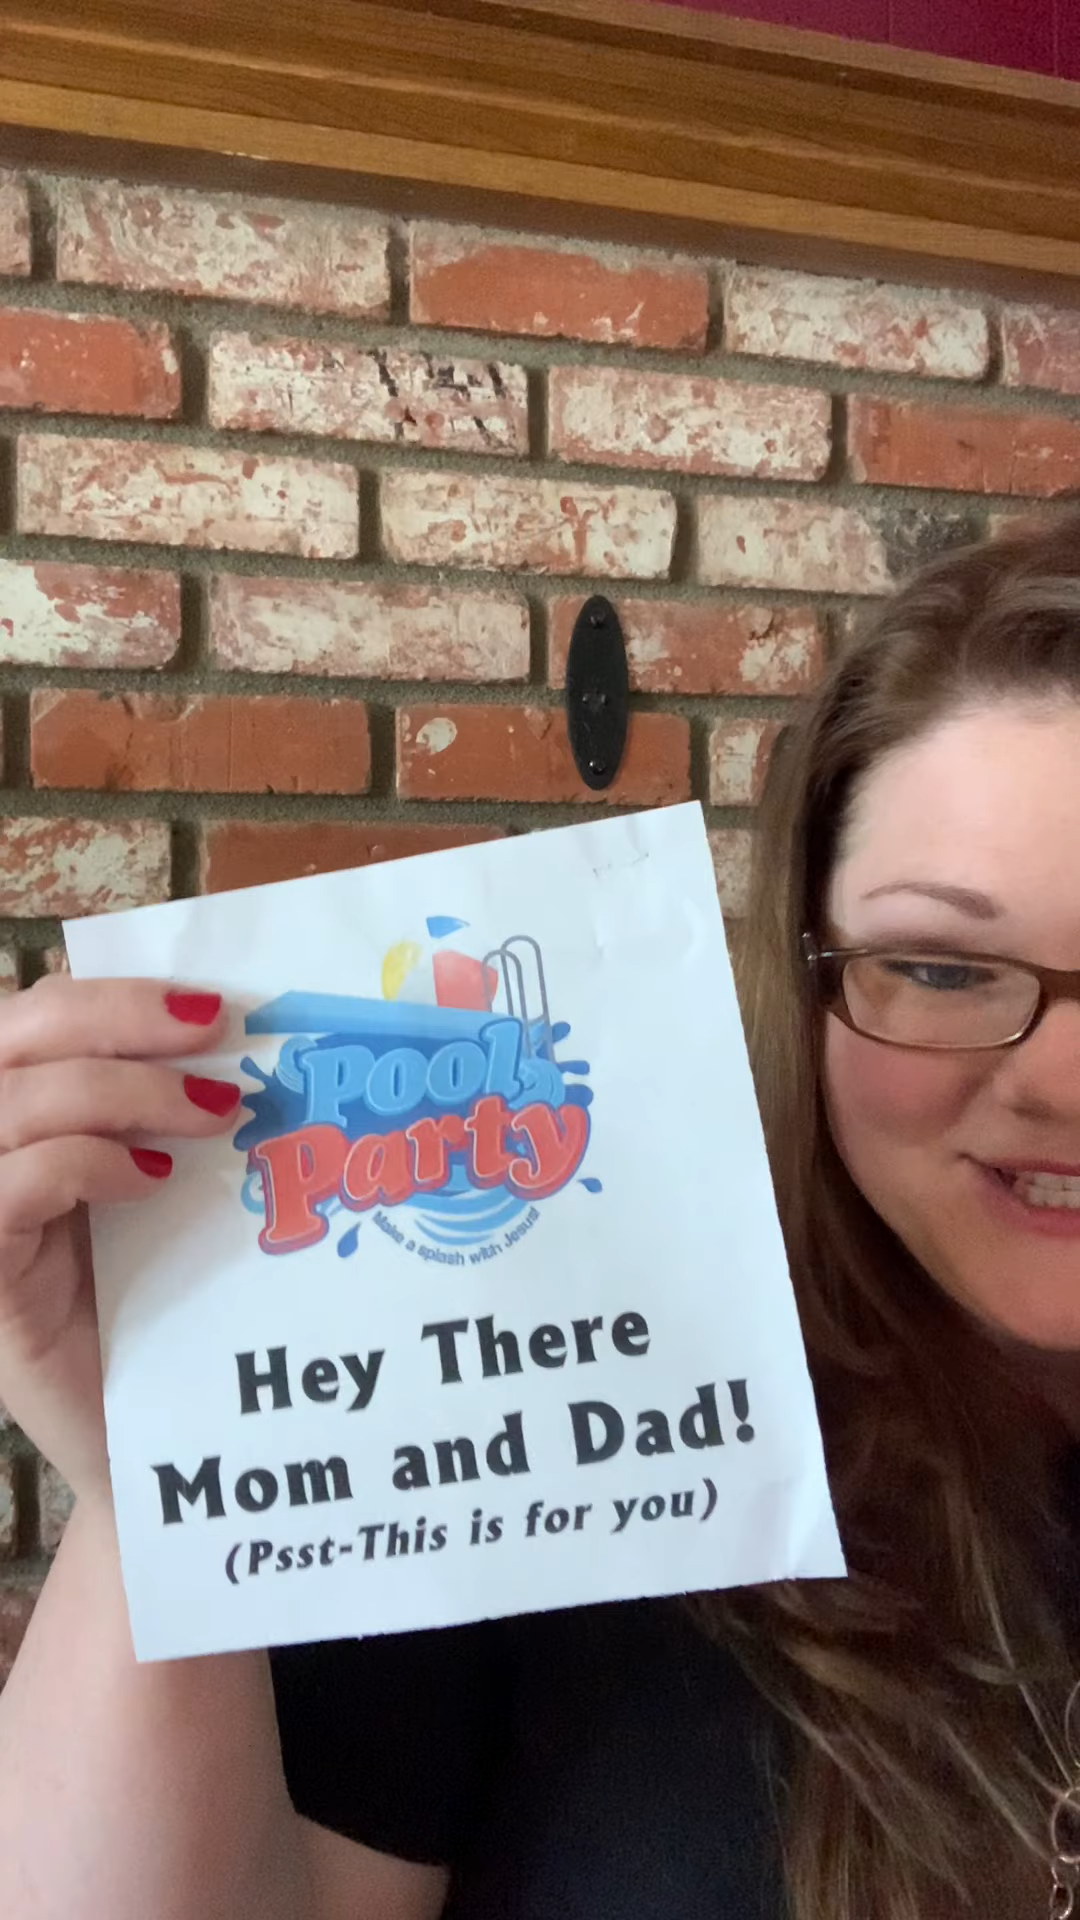 Pool
Party
Make a splash with Jesus!
Hey There
Mom and Dad!
(Psst-This is for you)